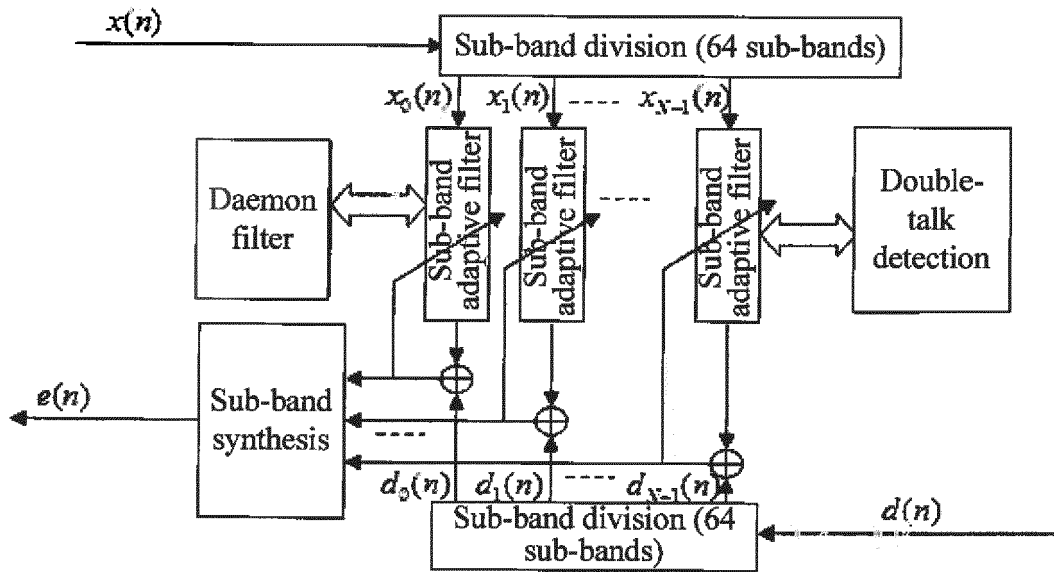 x(n)
Sub-band division (64 sub-bands)
x₀(n) x₁(n) ---- x_{N-1}(n)
Daemon
filter
Sub-band
adaptive filter
Sub-band
adaptive filter
----
Sub-band
adaptive filter
Double-
talk
detection
e(n)
Sub-band
synthesis
----
d₀(n) d₁(n) ---- d_{N-1}(n)
Sub-band division (64
sub-bands)
d(n)